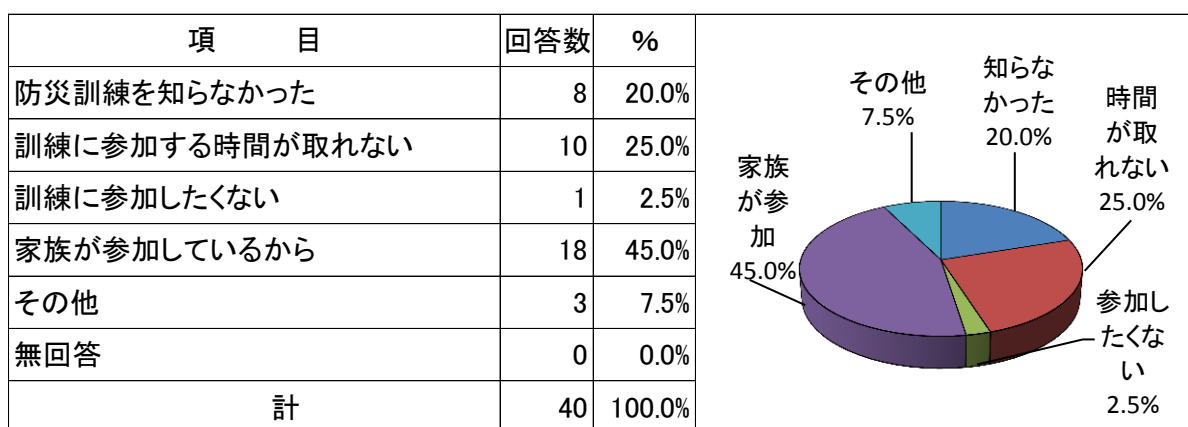 項　目 回答数 %
防災訓練を知らなかった 8 20.0%
訓練に参加する時間が取れない 10 25.0%
訓練に参加したくない 1 2.5%
家族が参加しているから 18 45.0%
その他 3 7.5%
無回答 0 0.0%
計 40 100.0%
その他
7.5%
知らな
かった
20.0%
時間
が取
れない
25.0%
家族
が参
加
45.0%
参加し
たくな
い
2.5%